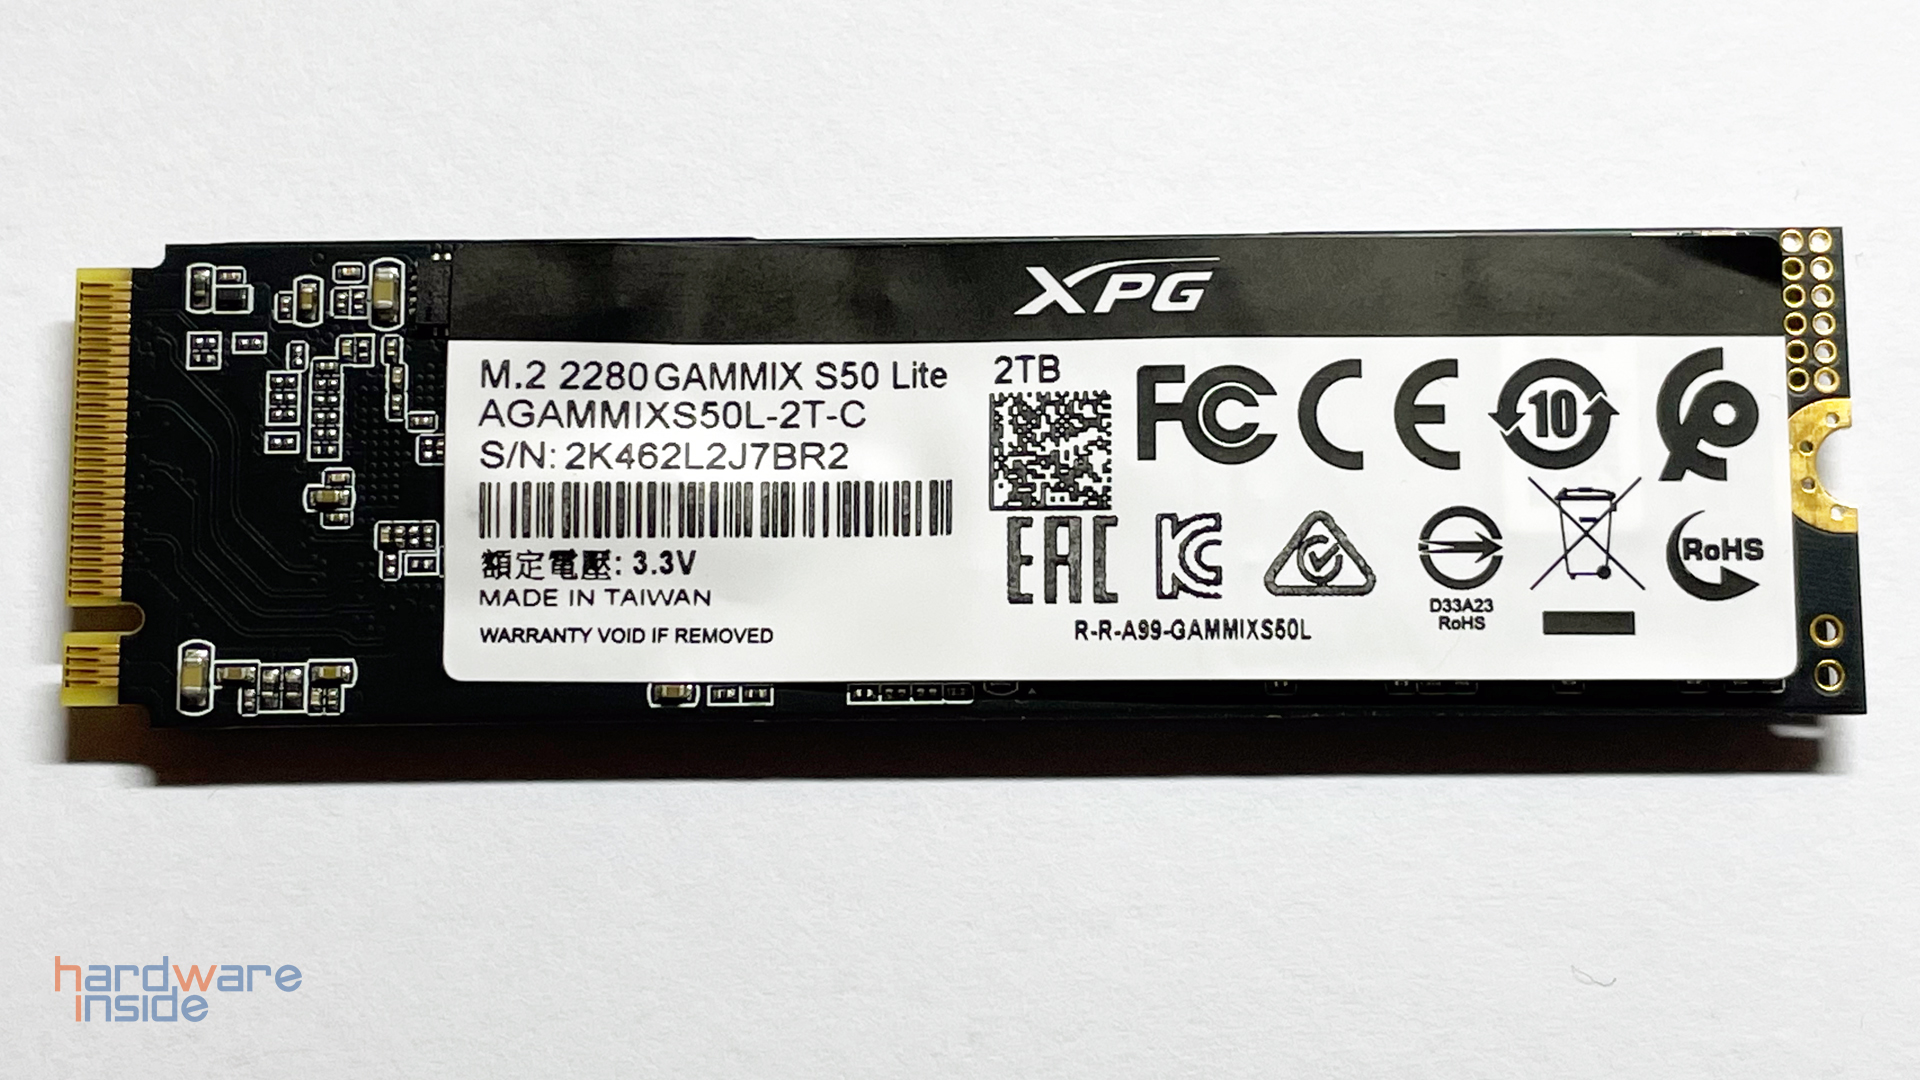 XPG
M.2 2280 GAMMIX S50 Lite
2TB
AGAMMIXS50L-2T-C
S/N: 2K462L2J7BR2
FC CE 10
額定電壓: 3.3V
MADE IN TAIWAN
WARRANTY VOID IF REMOVED
EAC KC
R-R-A99-GAMMIXS50L
D33A23
RoHS
RoHS
hardware
inside